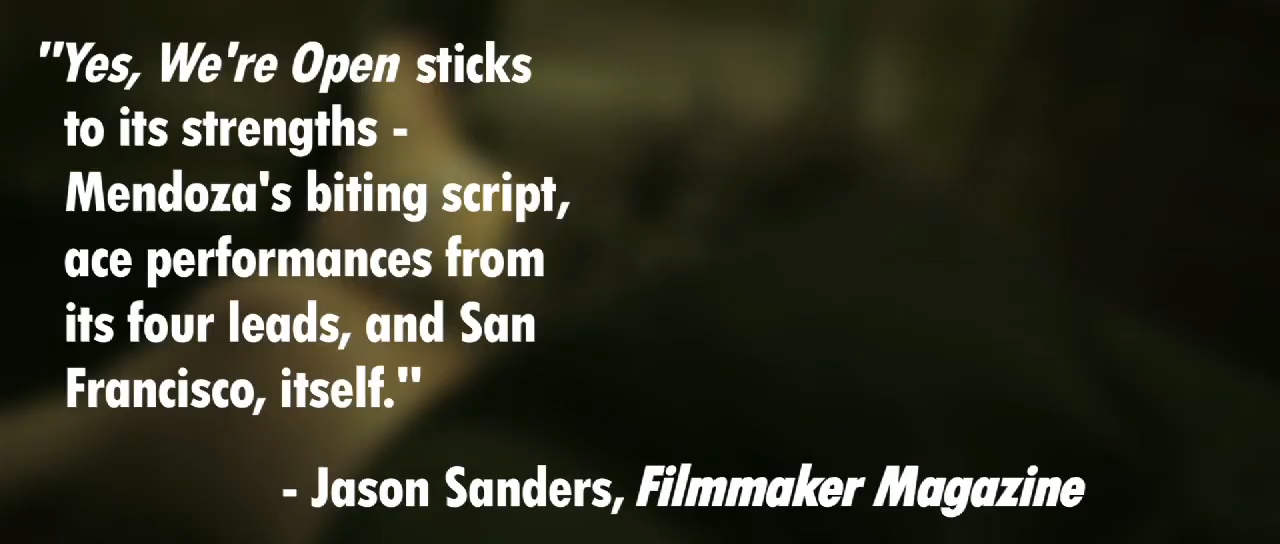 "Yes, We're Open sticks
to its strengths -
Mendoza's biting script,
ace performances from
its four leads, and San
Francisco, itself."
- Jason Sanders, Filmmaker Magazine